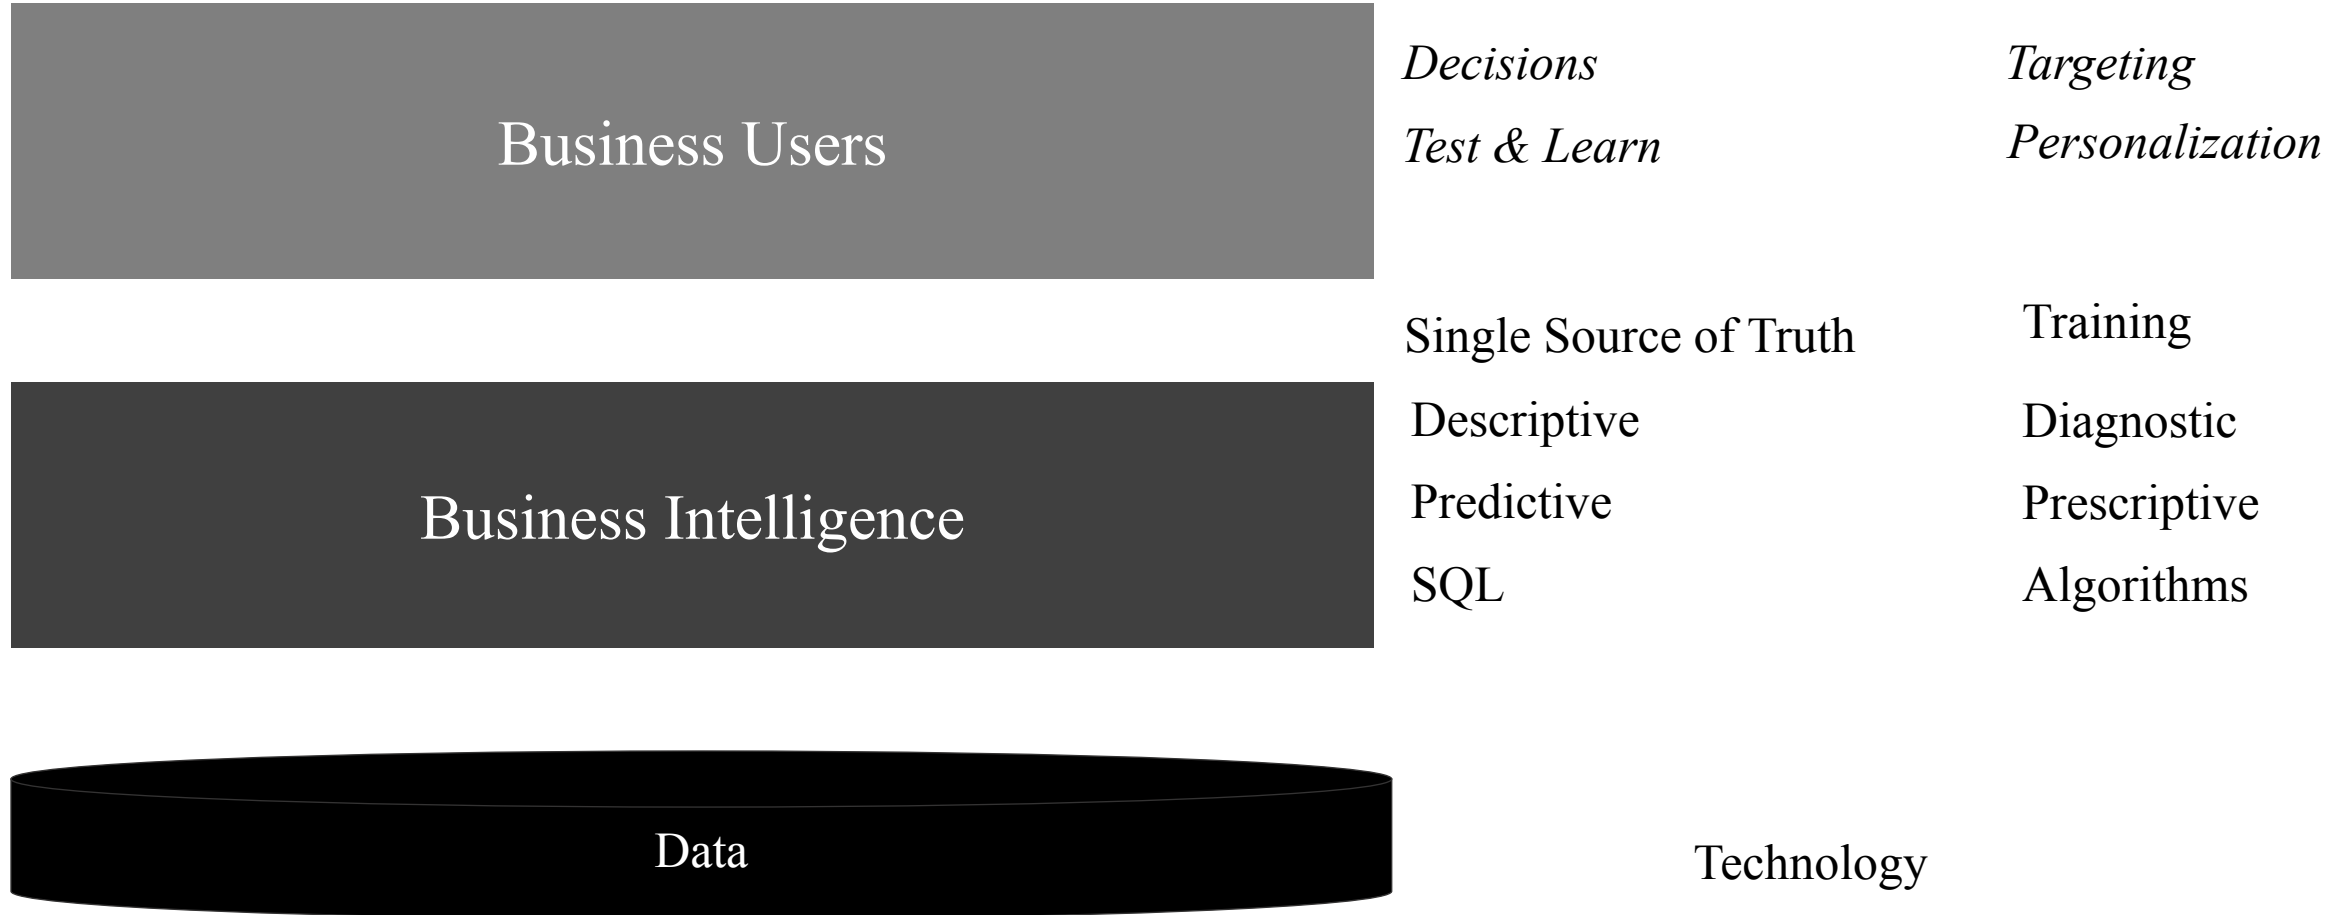 Business Users
Decisions
Targeting
Test & Learn
Personalization
Single Source of Truth
Training
Business Intelligence
Descriptive
Diagnostic
Predictive
Prescriptive
SQL
Algorithms
Data
Technology